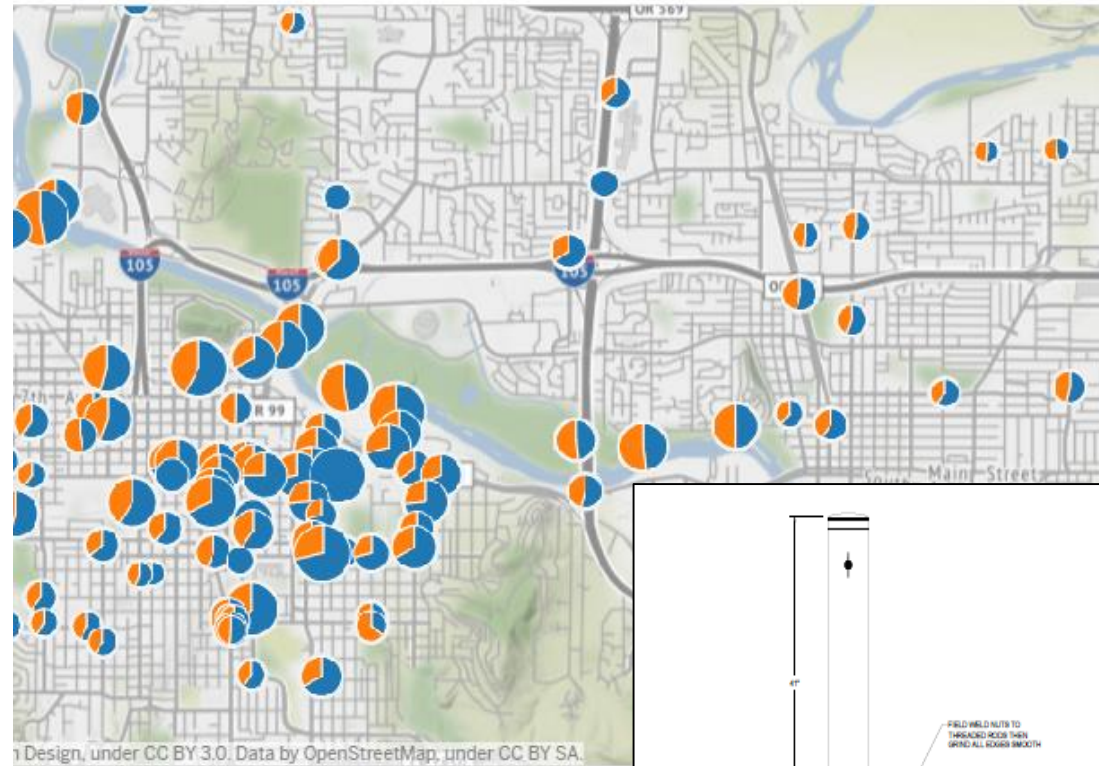 OR 569
105
105
105
7th A
R 99
Main Street
41"
FIELD WELD NUTS TO
THREADED RODS THEN
GRIND ALL EDGES SMOOTH
n Design, under CC BY 3.0. Data by OpenStreetMap, under CC BY SA.